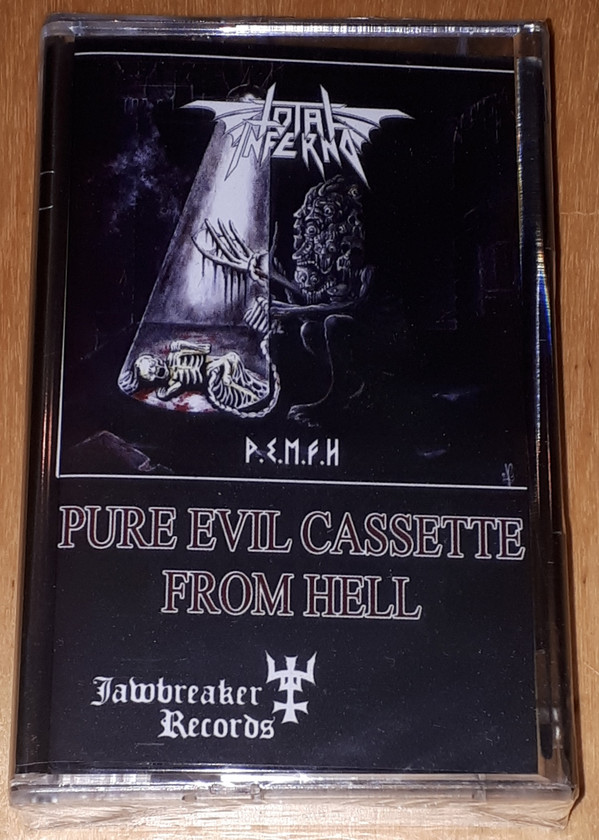 TOTAL
INFERNO
P.E.M.F.H
PURE EVIL CASSETTE
FROM HELL
Jawbreaker
Records